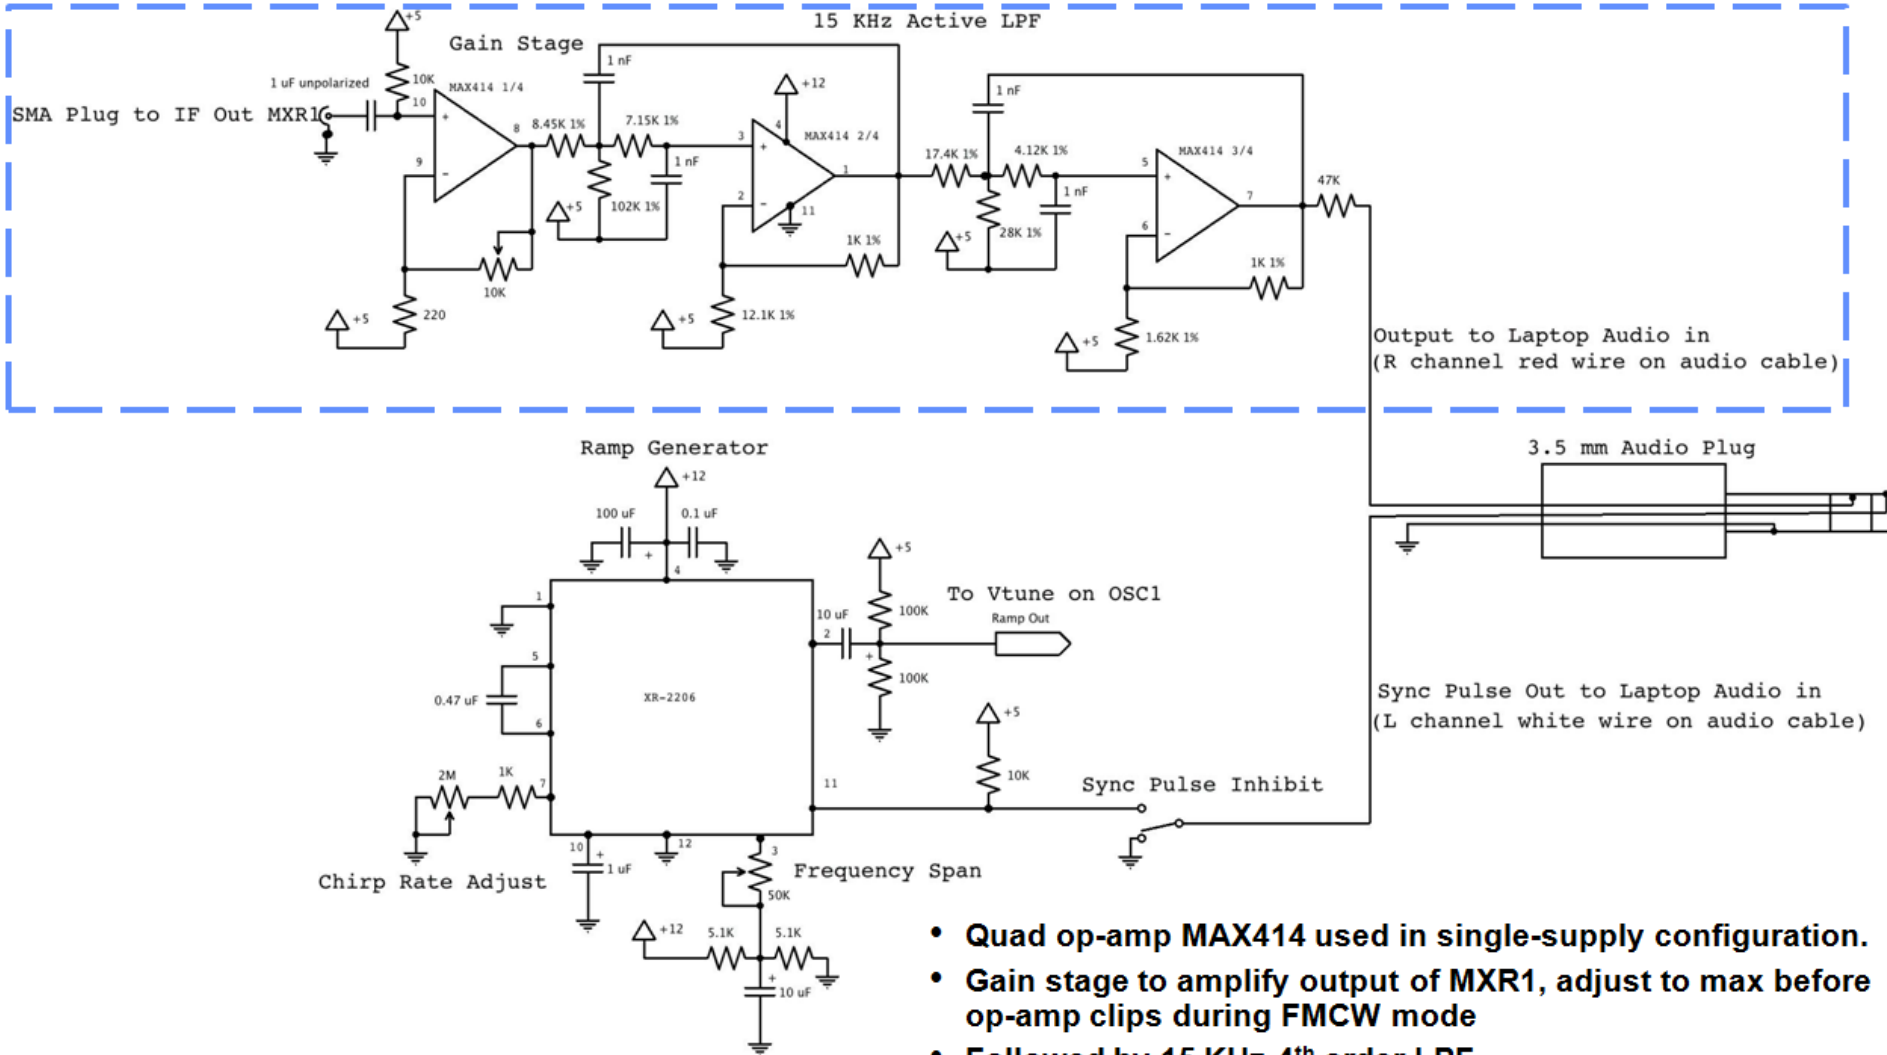 15 KHz Active LPF
+5
Gain Stage
1 nF
1 uF unpolarized
10K
MAX414 1/4
+12
1 nF
SMA Plug to IF Out MXR1
10
+
8
8.45K 1%
7.15K 1%
3
+
4
MAX414 2/4
17.4K 1%
4.12K 1%
5
+
MAX414 3/4
47K
9
-
1 nF
1
1 nF
7
+5
102K 1%
2
-
11
+5
28K 1%
6
-
10K
1K 1%
1K 1%
+5
220
+5
12.1K 1%
+5
1.62K 1%
Output to Laptop Audio in
(R channel red wire on audio cable)
Ramp Generator
3.5 mm Audio Plug
+12
100 uF
0.1 uF
+
4
+5
1
10 uF
2
+
100K
To Vtune on OSC1
Ramp Out
5
100K
0.47 uF
XR-2206
6
Sync Pulse Out to Laptop Audio in
(L channel white wire on audio cable)
+5
2M
1K
7
11
10K
Sync Pulse Inhibit
10
+
1 uF
12
3
Chirp Rate Adjust
50K
Frequency Span
+12
5.1K
5.1K
+
10 uF
• Quad op-amp MAX414 used in single-supply configuration.
• Gain stage to amplify output of MXR1, adjust to max before
op-amp clips during FMCW mode
• Followed by 15 KHz 4th order LPF